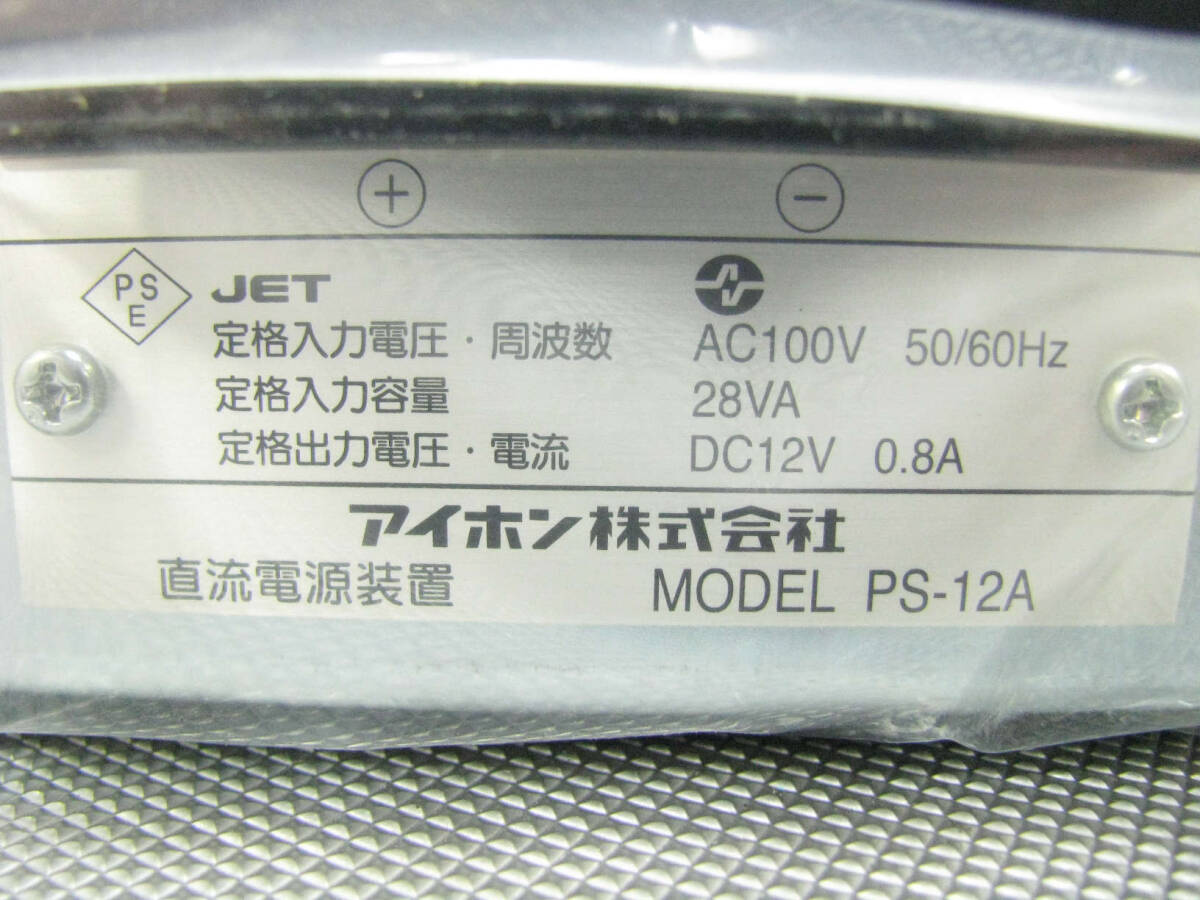 + −
PS E JET
定格入力電圧・周波数 AC100V 50/60Hz
定格入力容量 28VA
定格出力電圧・電流 DC12V 0.8A
アイホン株式会社
直流電源装置 MODEL PS-12A